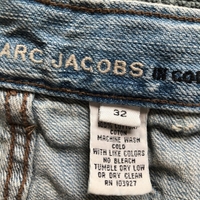 MARC JACOBS IN CO
32
COTTON
MACHINE WASH
COLD
WITH LIKE COLORS
NO BLEACH
TUMBLE DRY LOW
OR DRY CLEAN
RN 103927